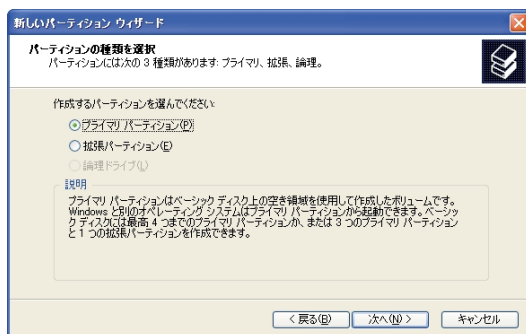 新しいパーティション ウィザード
パーティションの種類を選択
パーティションには次の 3 種類があります: プライマリ、拡張、論理。
作成するパーティションを選んでください:
プライマリ パーティション(P)
拡張パーティション(E)
論理ドライブ(L)
説明
プライマリ パーティションはベーシック ディスク上の空き領域を使用して作成したボリュームです。
Windows と別のオペレーティング システムはプライマリ パーティションから起動できます。ベーシッ
ク ディスクには最高 4 つまでのプライマリ パーティションか、または 3 つのプライマリ パーティション
と 1 つの拡張パーティションを作成できます。
< 戻る(B)
次へ(N) >
キャンセル